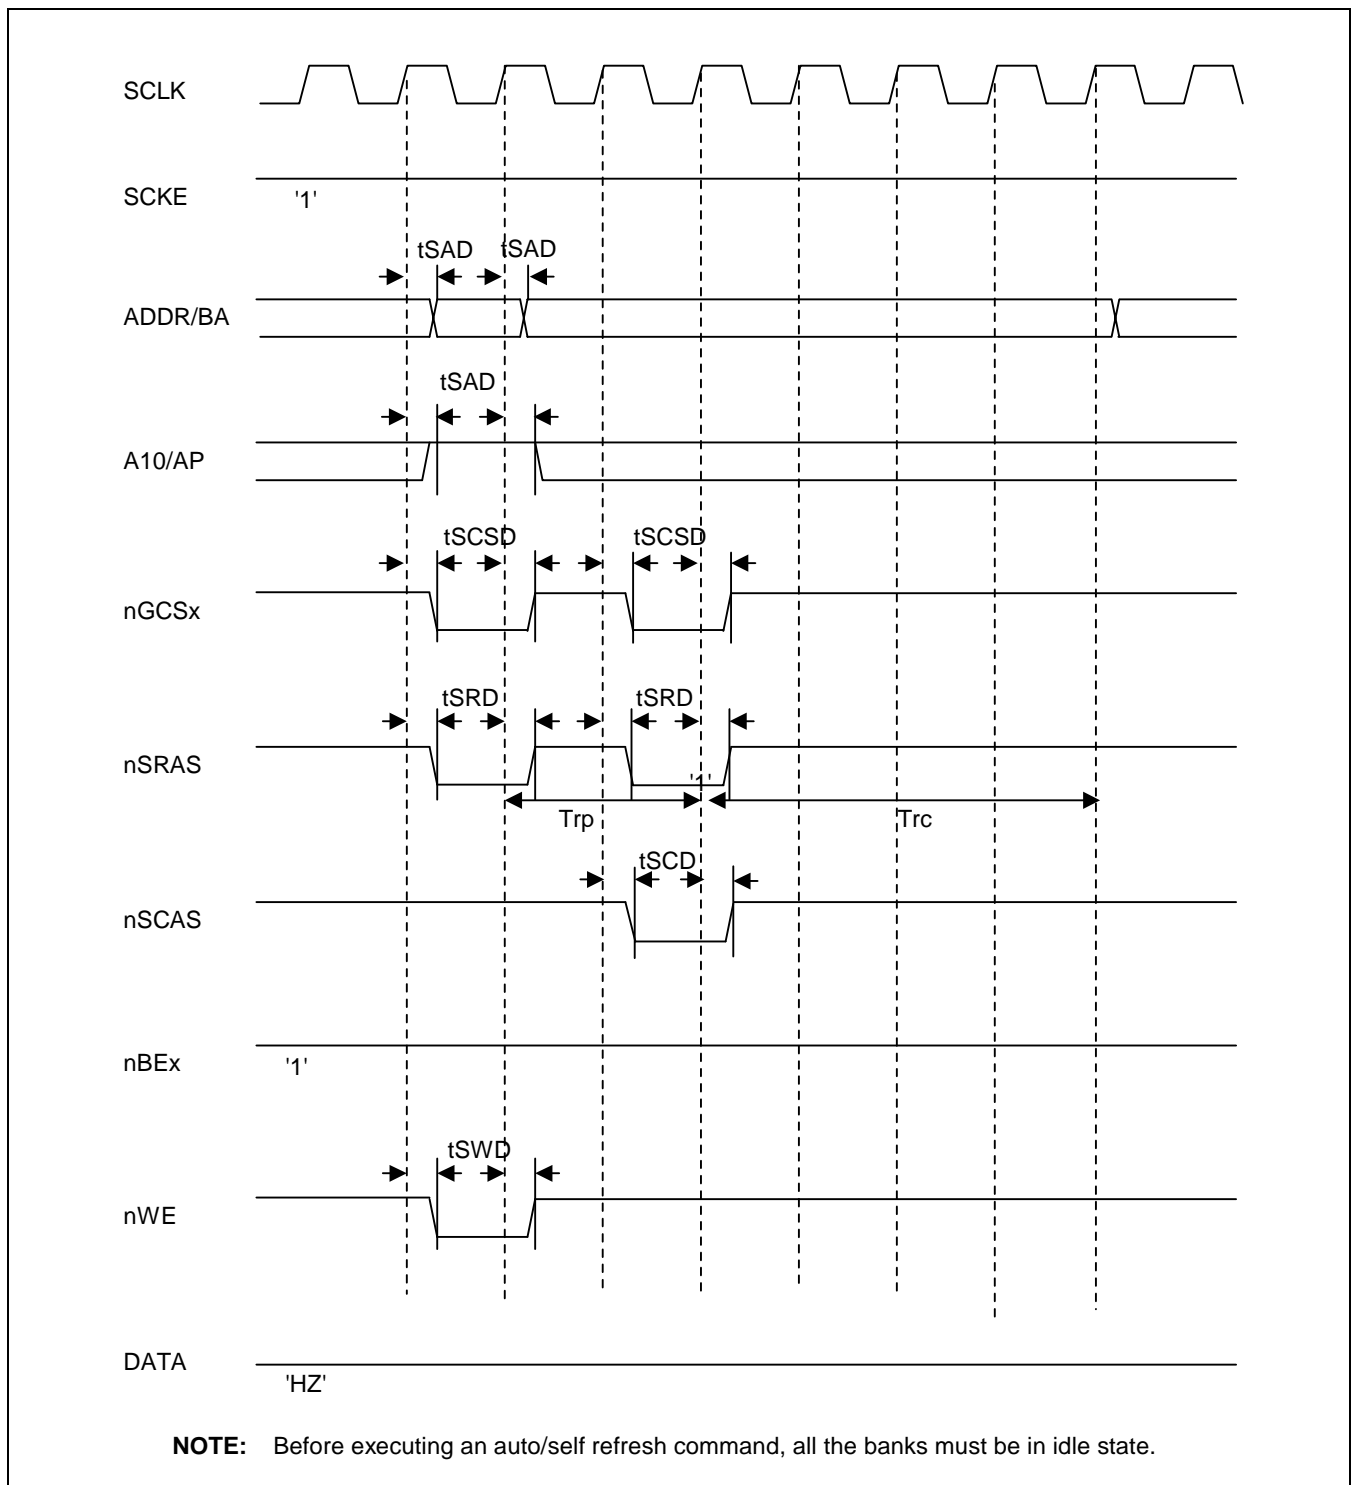 SCLK
SCKE
'1'
tSAD tSAD
ADDR/BA
tSAD
A10/AP
tSCSD tSCSD
nGCSx
tSRD tSRD
nSRAS
'1'
Trp Trc
tSCD
nSCAS
nBEx
'1'
tSWD
nWE
DATA
'HZ'
NOTE: Before executing an auto/self refresh command, all the banks must be in idle state.